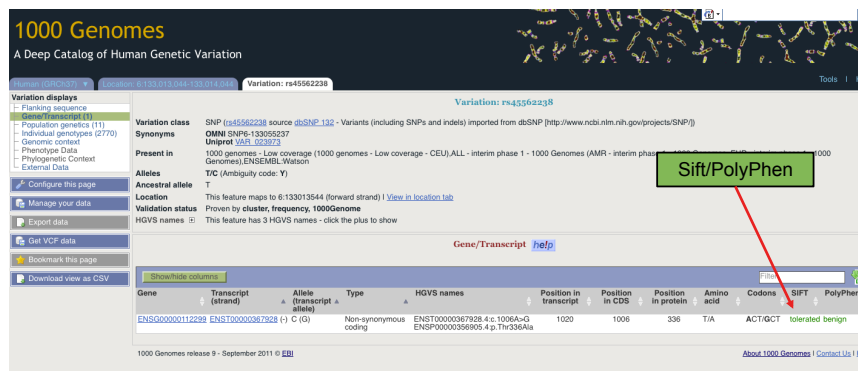 1000 Genomes
A Deep Catalog of Human Genetic Variation
Human (GRCh37) ▼ Location: 6:133,013,044-133,014,044 Variation: rs45562238 Tools
Variation displays
Flanking sequence
Gene/Transcript (1)
Population genetics (11)
Individual genotypes (2770)
Genomic context
Phenotype Data
Phylogenetic Context
External Data
Configure this page
Manage your data
Export data
Get VCF data
Bookmark this page
Download view as CSV
Variation: rs45562238
Variation class SNP (rs45562238 source dbSNP 132 - Variants (including SNPs and indels) imported from dbSNP [http://www.ncbi.nlm.nih.gov/projects/SNP/])
Synonyms OMNI SNP6-133055237
Uniprot VAR_023973
Present in 1000 genomes - Low coverage (1000 genomes - Low coverage - CEU),ALL - interim phase 1 - 1000 Genomes (AMR - interim phase 1000
Genomes),ENSEMBL:Watson
Alleles T/C (Ambiguity code: Y)
Ancestral allele T
Location This feature maps to 6:133013544 (forward strand) | View in location tab
Validation status Proven by cluster, frequency, 1000Genome
HGVS names This feature has 3 HGVS names - click the plus to show
Sift/PolyPhen
Gene/Transcript help
Show/hide columns Filter
Gene Transcript (strand) Allele (transcript allele) Type HGVS names Position in transcript Position in CDS Position in protein Amino acid Codons SIFT PolyPhen
ENSG00000112299 ENST00000367928 (-) C (G) Non-synonymous coding ENST00000367928.4:c.1006A>G 1020 1006 336 T/A ACT/GCT tolerated benign
ENSP00000356905.4:p.Thr336Ala
1000 Genomes release 9 - September 2011 © EBI About 1000 Genomes | Contact Us |